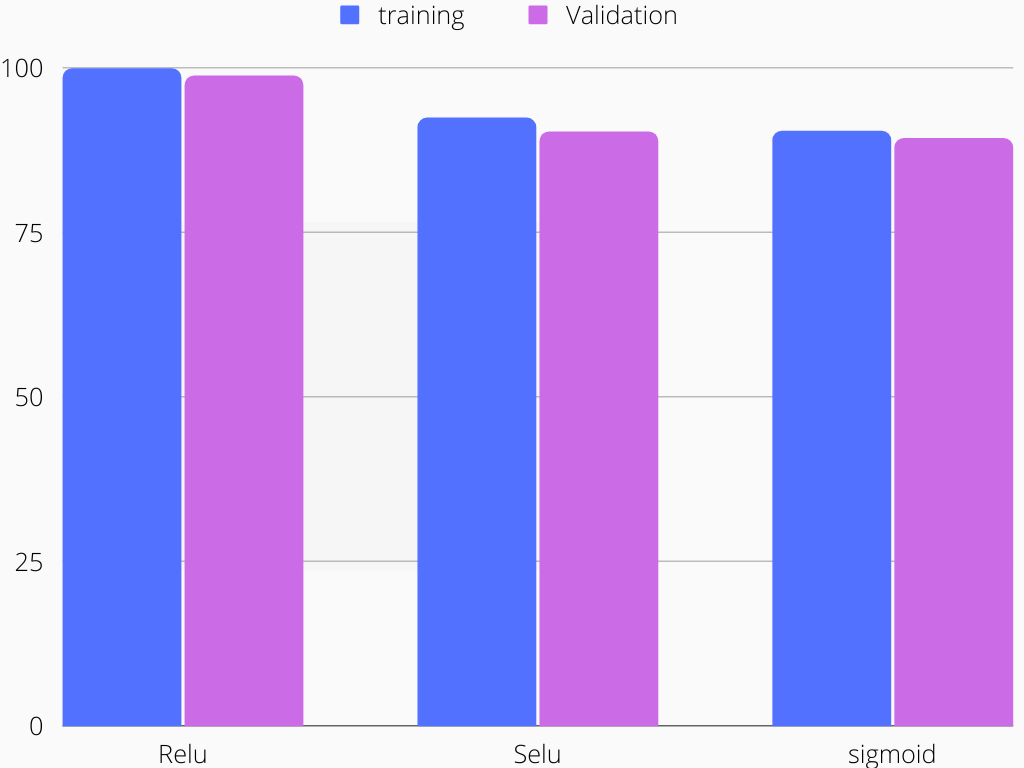 training Validation
100
75
50
25
0
Relu Selu sigmoid